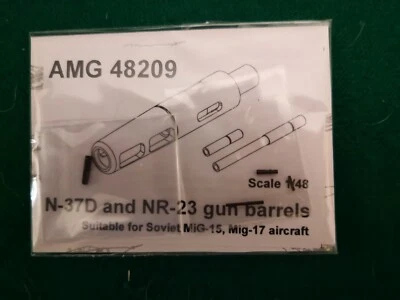 AMG 48209
Scale 1/48
N-37D and NR-23 gun barrels
Suitable for Soviet MiG-15, Mig-17 aircraft